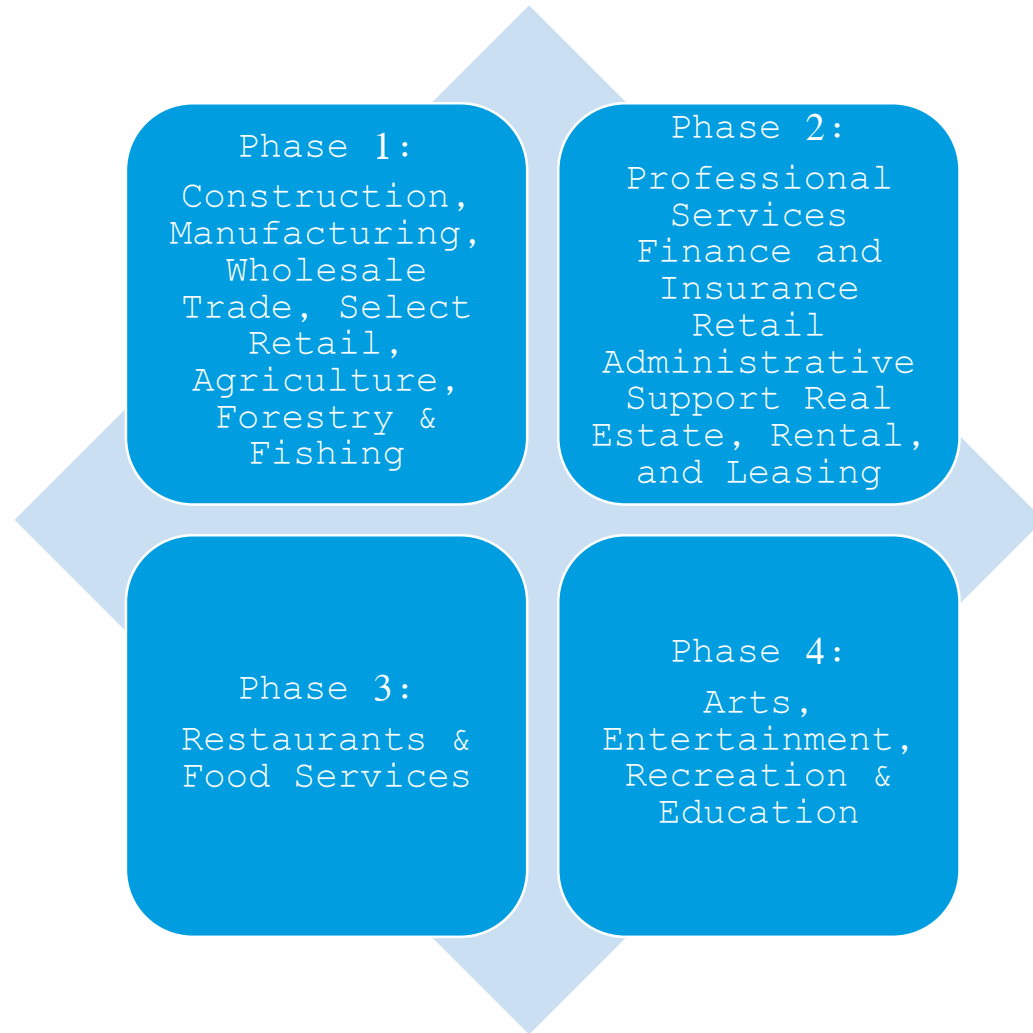 Phase 1:
Construction,
Manufacturing,
Wholesale
Trade, Select
Retail,
Agriculture,
Forestry &
Fishing
Phase 2:
Professional
Services
Finance and
Insurance
Retail
Administrative
Support Real
Estate, Rental,
and Leasing
Phase 3:
Restaurants &
Food Services
Phase 4:
Arts,
Entertainment,
Recreation &
Education